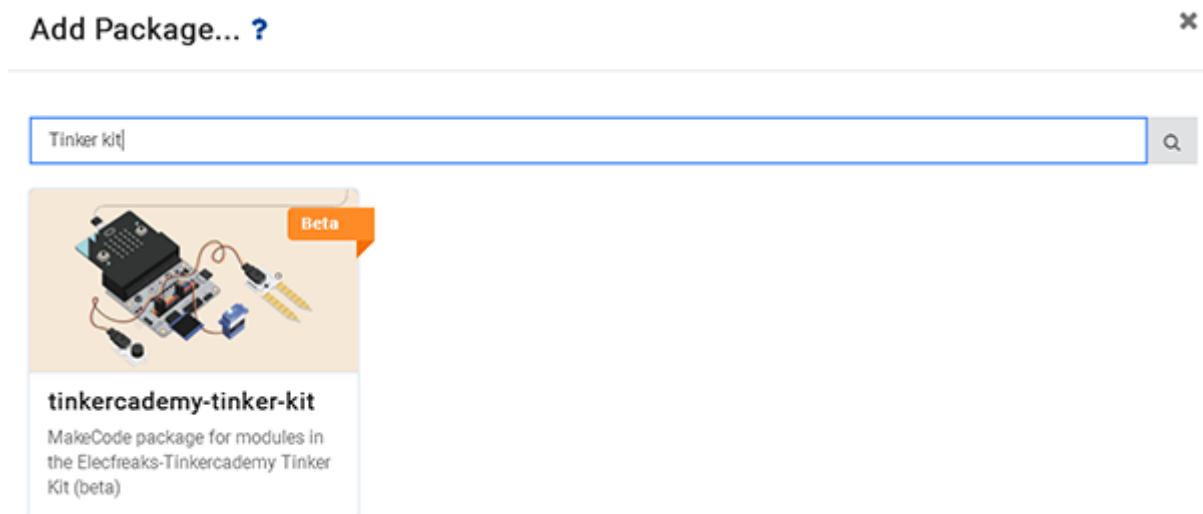 Add Package... ?
Tinker kit
Beta
tinkercademy-tinker-kit
MakeCode package for modules in
the Elecfreaks-Tinkercademy Tinker
Kit (beta)